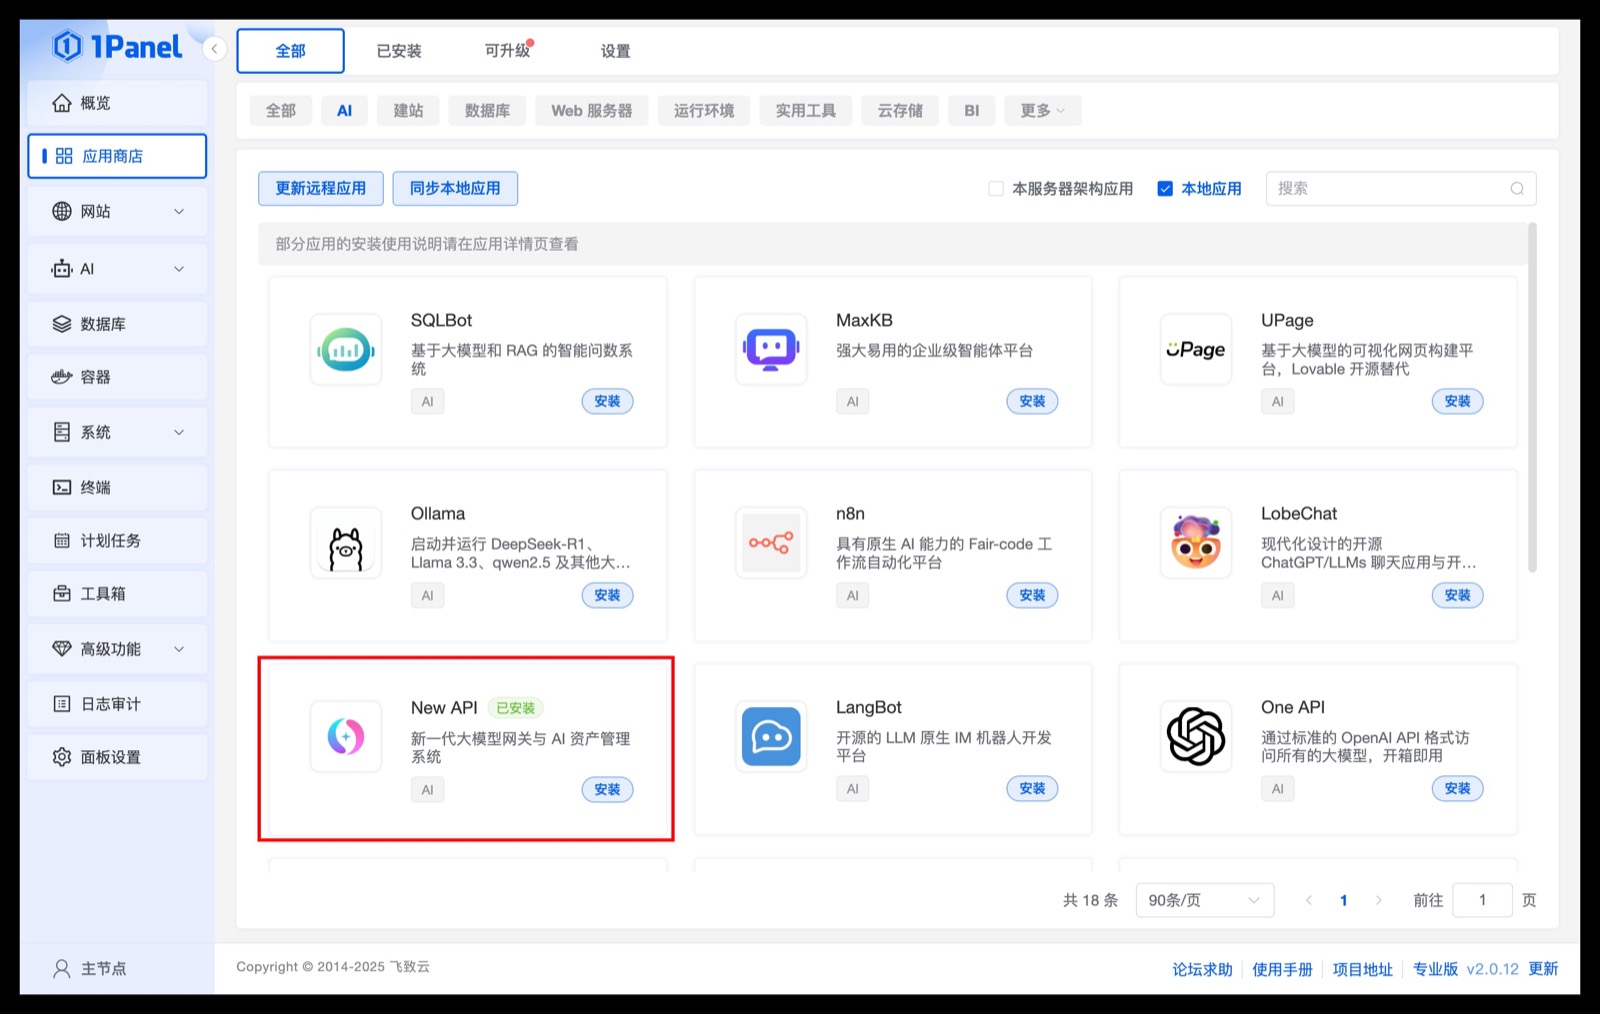 1Panel
全部
已安装
可升级
设置
概览
应用商店
网站
AI
数据库
容器
系统
终端
计划任务
工具箱
高级功能
日志审计
面板设置
主节点
全部
AI
建站
数据库
Web 服务器
运行环境
实用工具
云存储
BI
更多
更新远程应用
同步本地应用
本服务器架构应用
本地应用
搜索
部分应用的安装使用说明请在应用详情页查看
SQLBot
基于大模型和 RAG 的智能问数系
统
AI
安装
MaxKB
强大易用的企业级智能体平台
AI
安装
UPage
UPage
基于大模型的可视化网页构建平
台，Lovable 开源替代
AI
安装
Ollama
启动并运行 DeepSeek-R1、
Llama 3.3、qwen2.5 及其他大...
AI
安装
n8n
具有原生 AI 能力的 Fair-code 工
作流自动化平台
AI
安装
LobeChat
现代化设计的开源
ChatGPT/LLMs 聊天应用与开...
AI
安装
New API
已安装
新一代大模型网关与 AI 资产管理
系统
AI
安装
LangBot
开源的 LLM 原生 IM 机器人开发
平台
AI
安装
One API
通过标准的 OpenAI API 格式访
问所有的大模型，开箱即用
AI
安装
共 18 条
90条/页
1
前往
1
页
Copyright © 2014-2025 飞致云
论坛求助
使用手册
项目地址
专业版
v2.0.12
更新